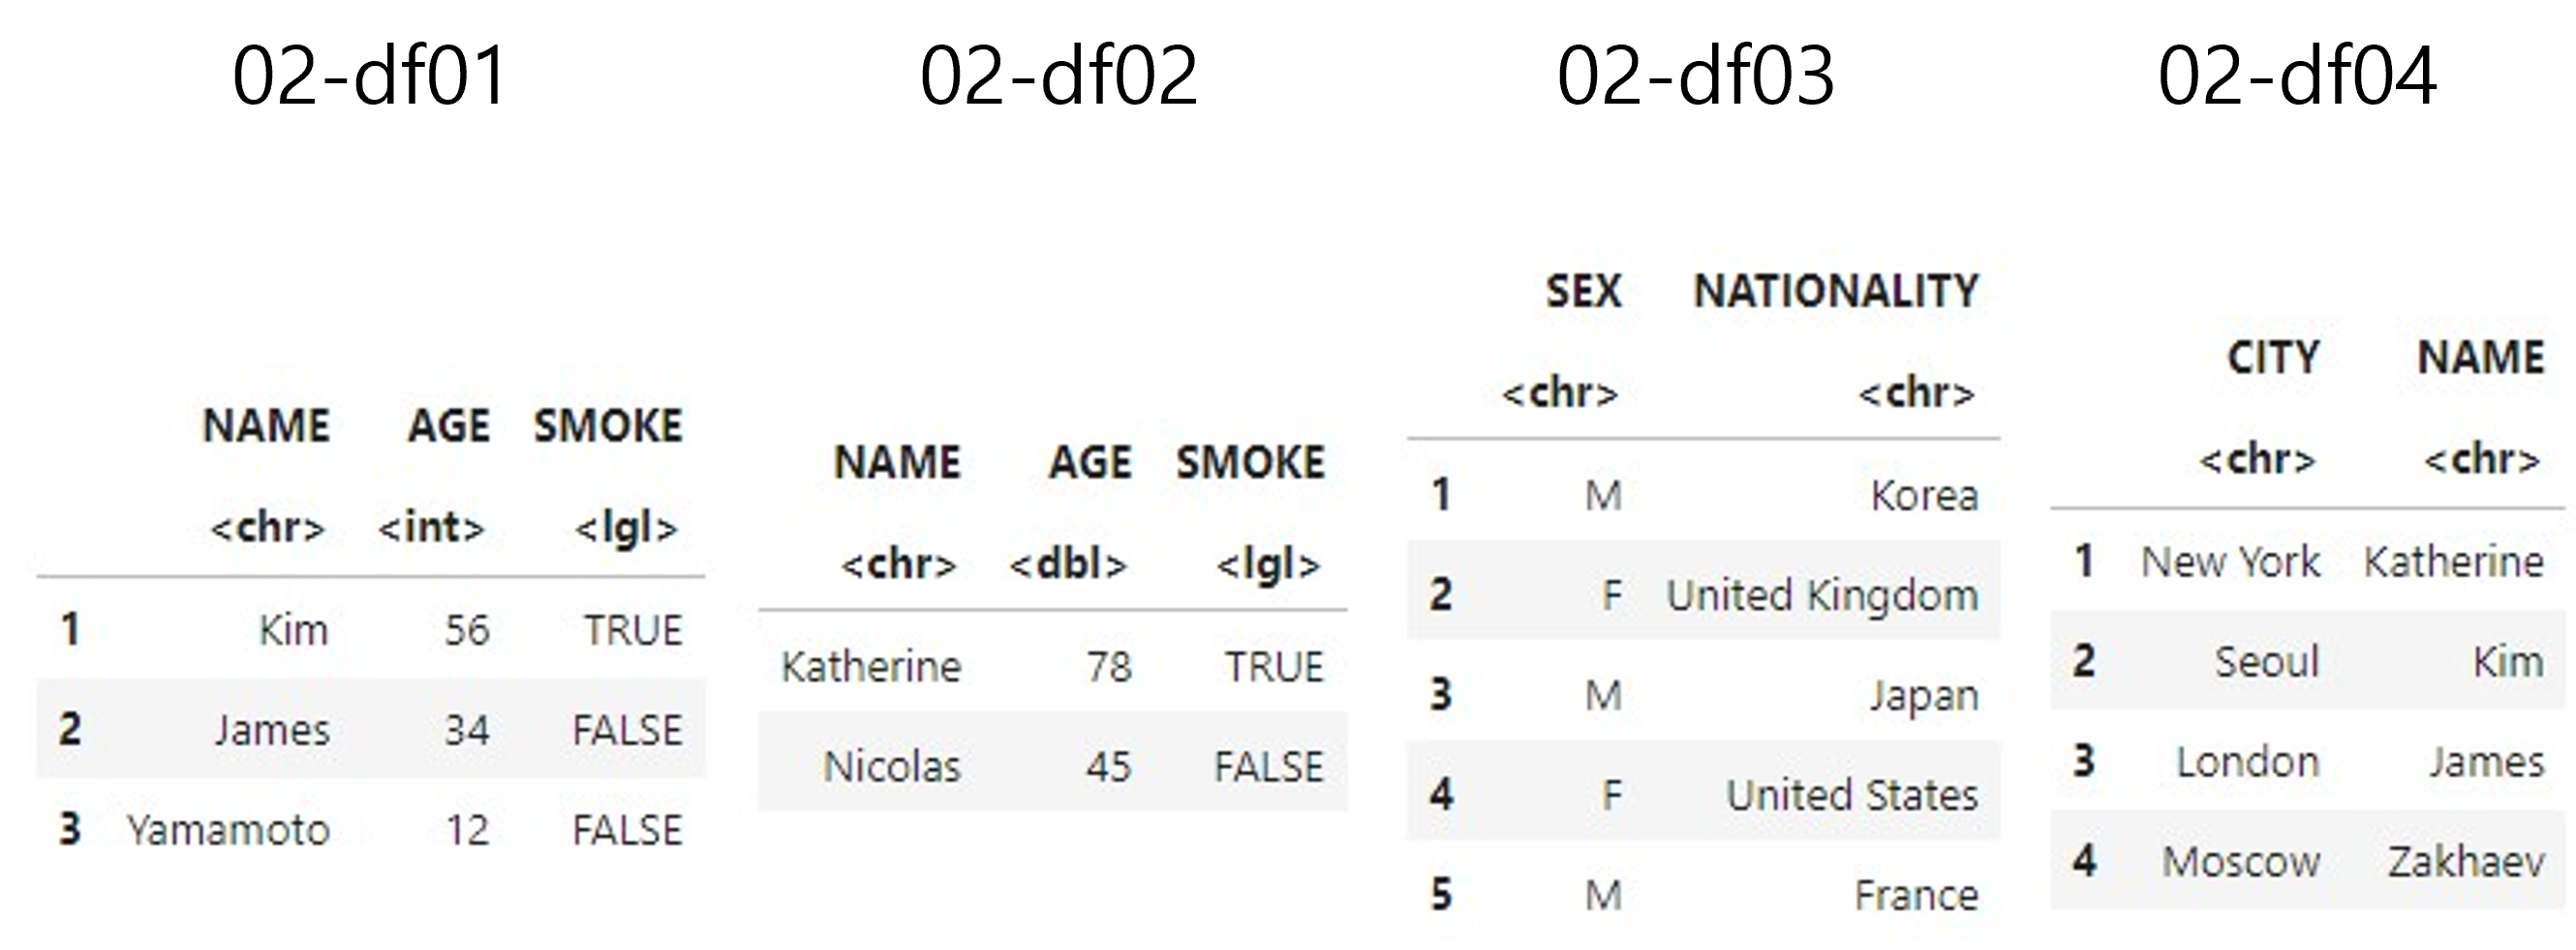 02-df01
NAME AGE SMOKE
<chr> <int> <lgl>
1 Kim 56 TRUE
2 James 34 FALSE
3 Yamamoto 12 FALSE
02-df02
NAME AGE SMOKE
<chr> <dbl> <lgl>
Katherine 78 TRUE
Nicolas 45 FALSE
02-df03
SEX NATIONALITY
<chr> <chr>
1 M Korea
2 F United Kingdom
3 M Japan
4 F United States
5 M France
02-df04
CITY NAME
<chr> <chr>
1 New York Katherine
2 Seoul Kim
3 London James
4 Moscow Zakhaev